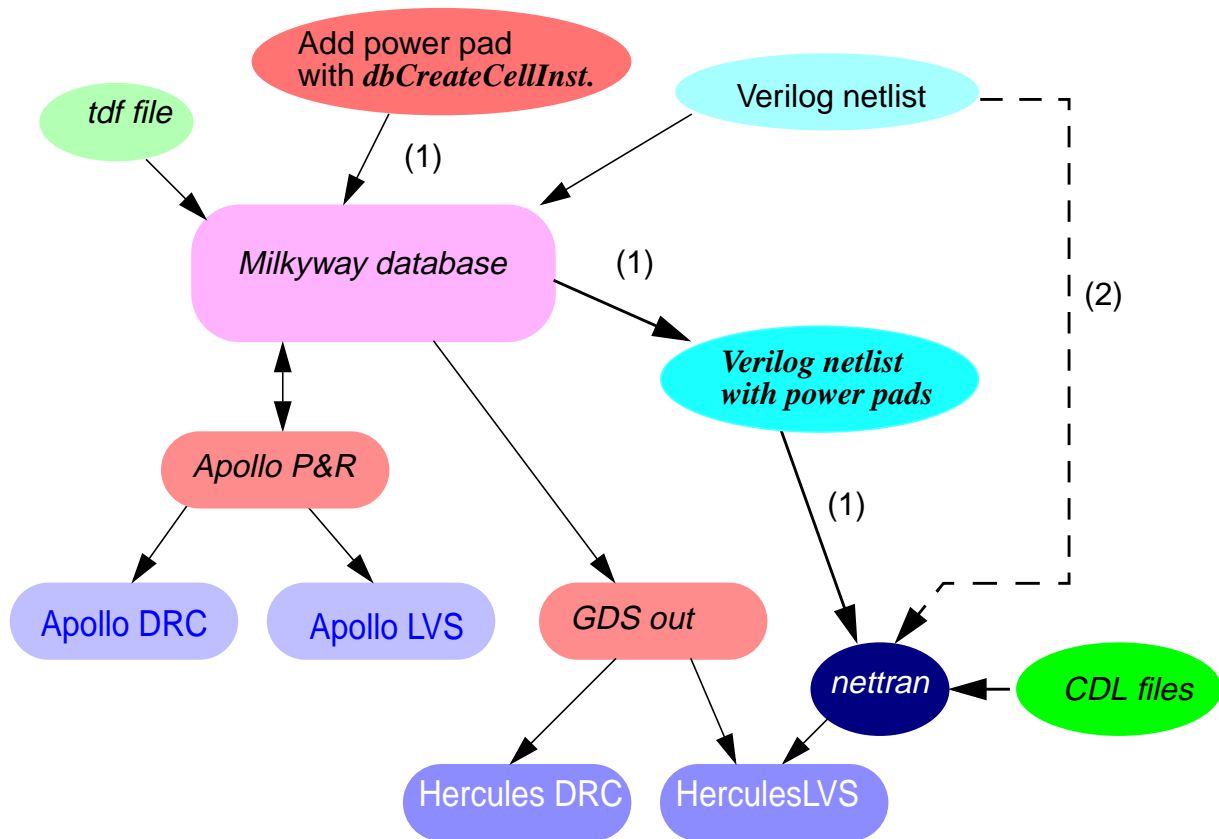 Add power pad
with dbCreateCellInst.
Verilog netlist
tdf file
(1)
Milkyway database
(1)
(2)
Verilog netlist
with power pads
Apollo P&R
(1)
Apollo DRC
Apollo LVS
GDS out
nettran
CDL files
Hercules DRC
HerculesLVS